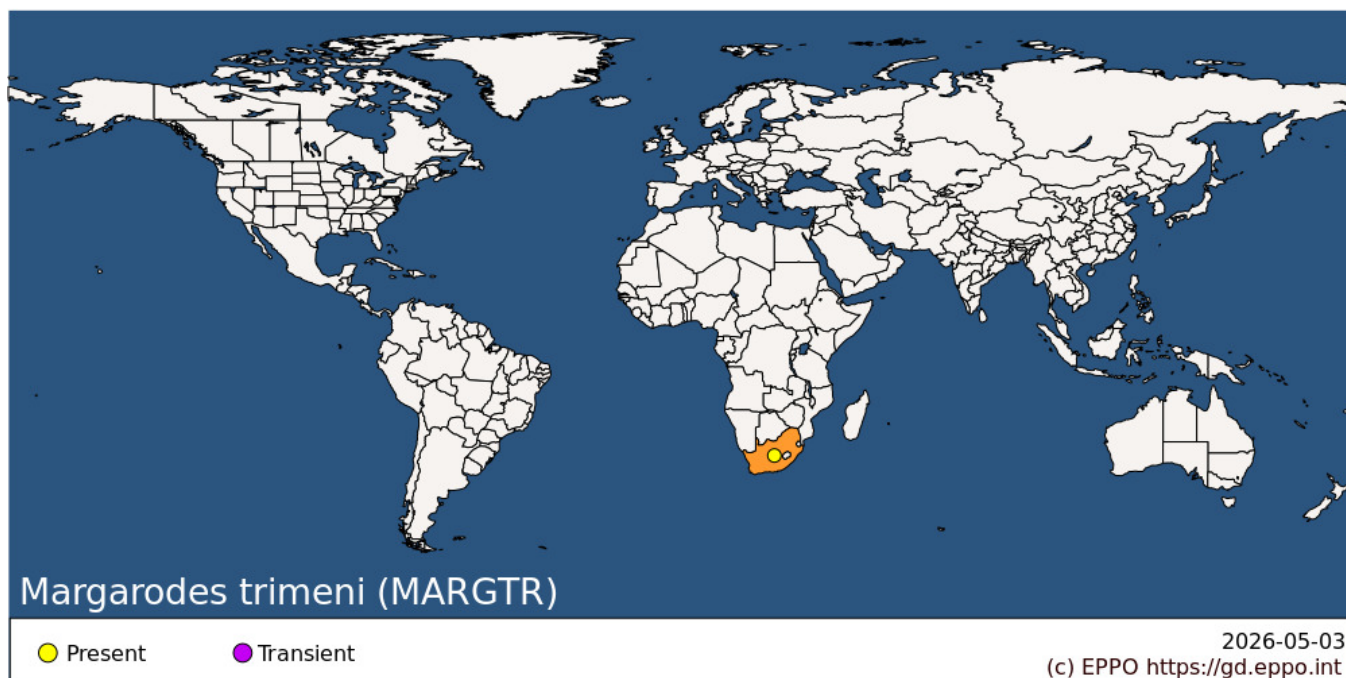 Margarodes trimeni (MARGTR)
Present
Transient
2026-05-03
(c) EPPO https://gd.eppo.int